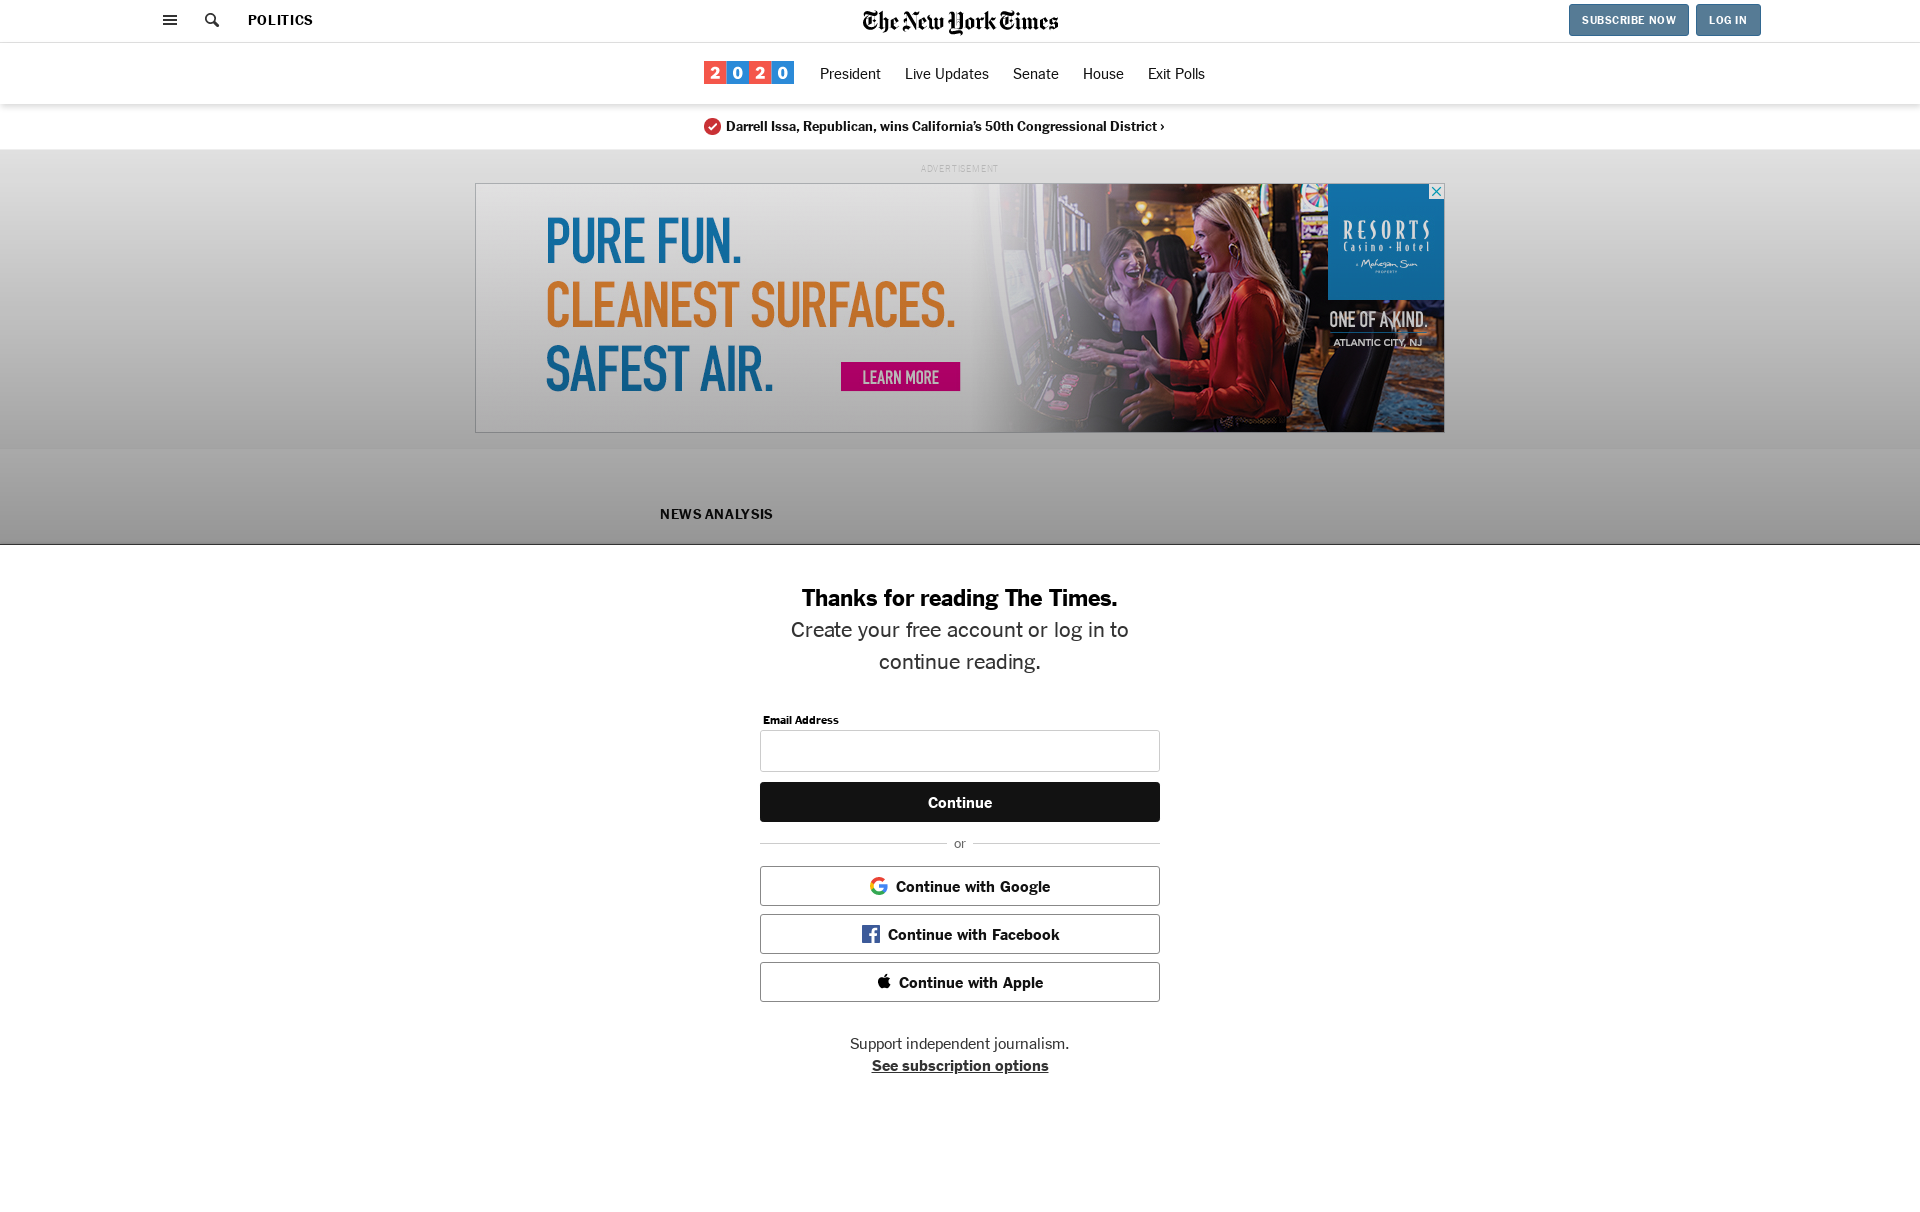 POLITICS
The New York Times
SUBSCRIBE NOW
LOG IN
2020
President
Live Updates
Senate
House
Exit Polls
Darrell Issa, Republican, wins California's 50th Congressional District ›
ADVERTISEMENT
PURE FUN.
CLEANEST SURFACES.
SAFEST AIR.
LEARN MORE
RESORTS
Casino • Hotel
a Mohegan Sun
PROPERTY
ONE OF A KIND.
ATLANTIC CITY, NJ
NEWS ANALYSIS
Thanks for reading The Times.
Create your free account or log in to
continue reading.
Email Address
Continue
or
Continue with Google
Continue with Facebook
Continue with Apple
Support independent journalism.
See subscription options